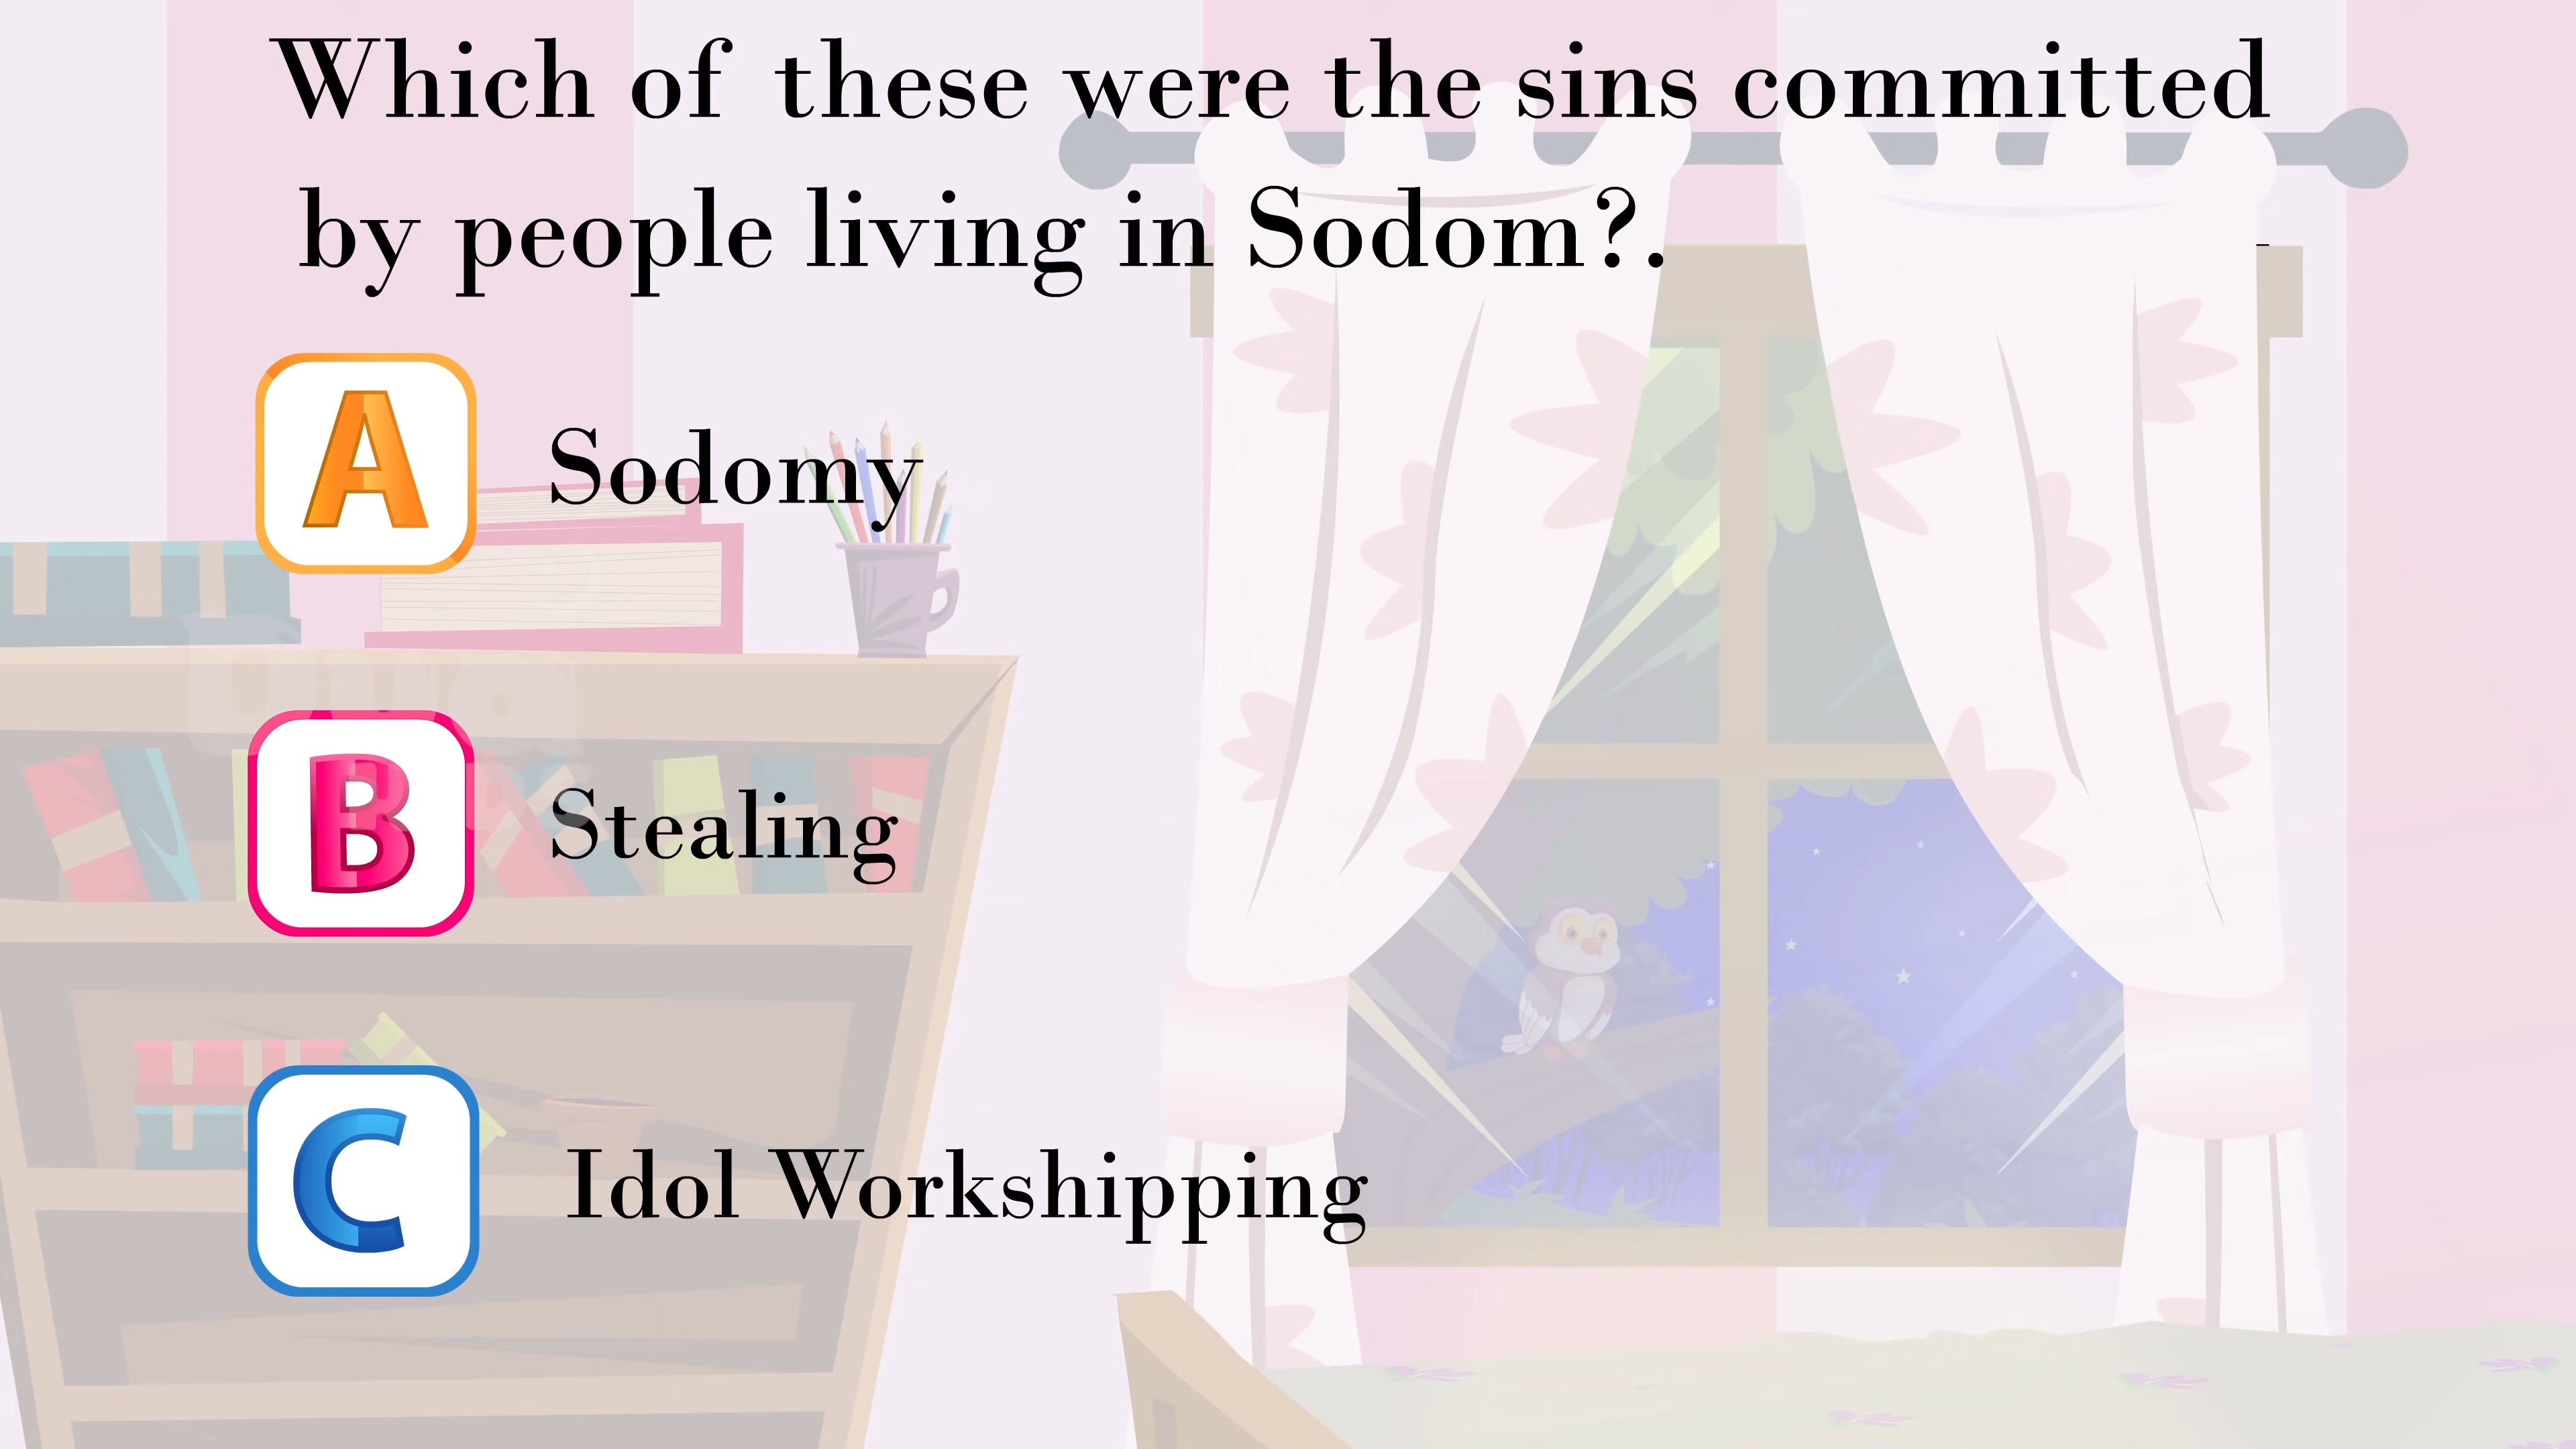 Which of these were the sins committed
by people living in Sodom?.
A Sodomy
B Stealing
C Idol Workshipping